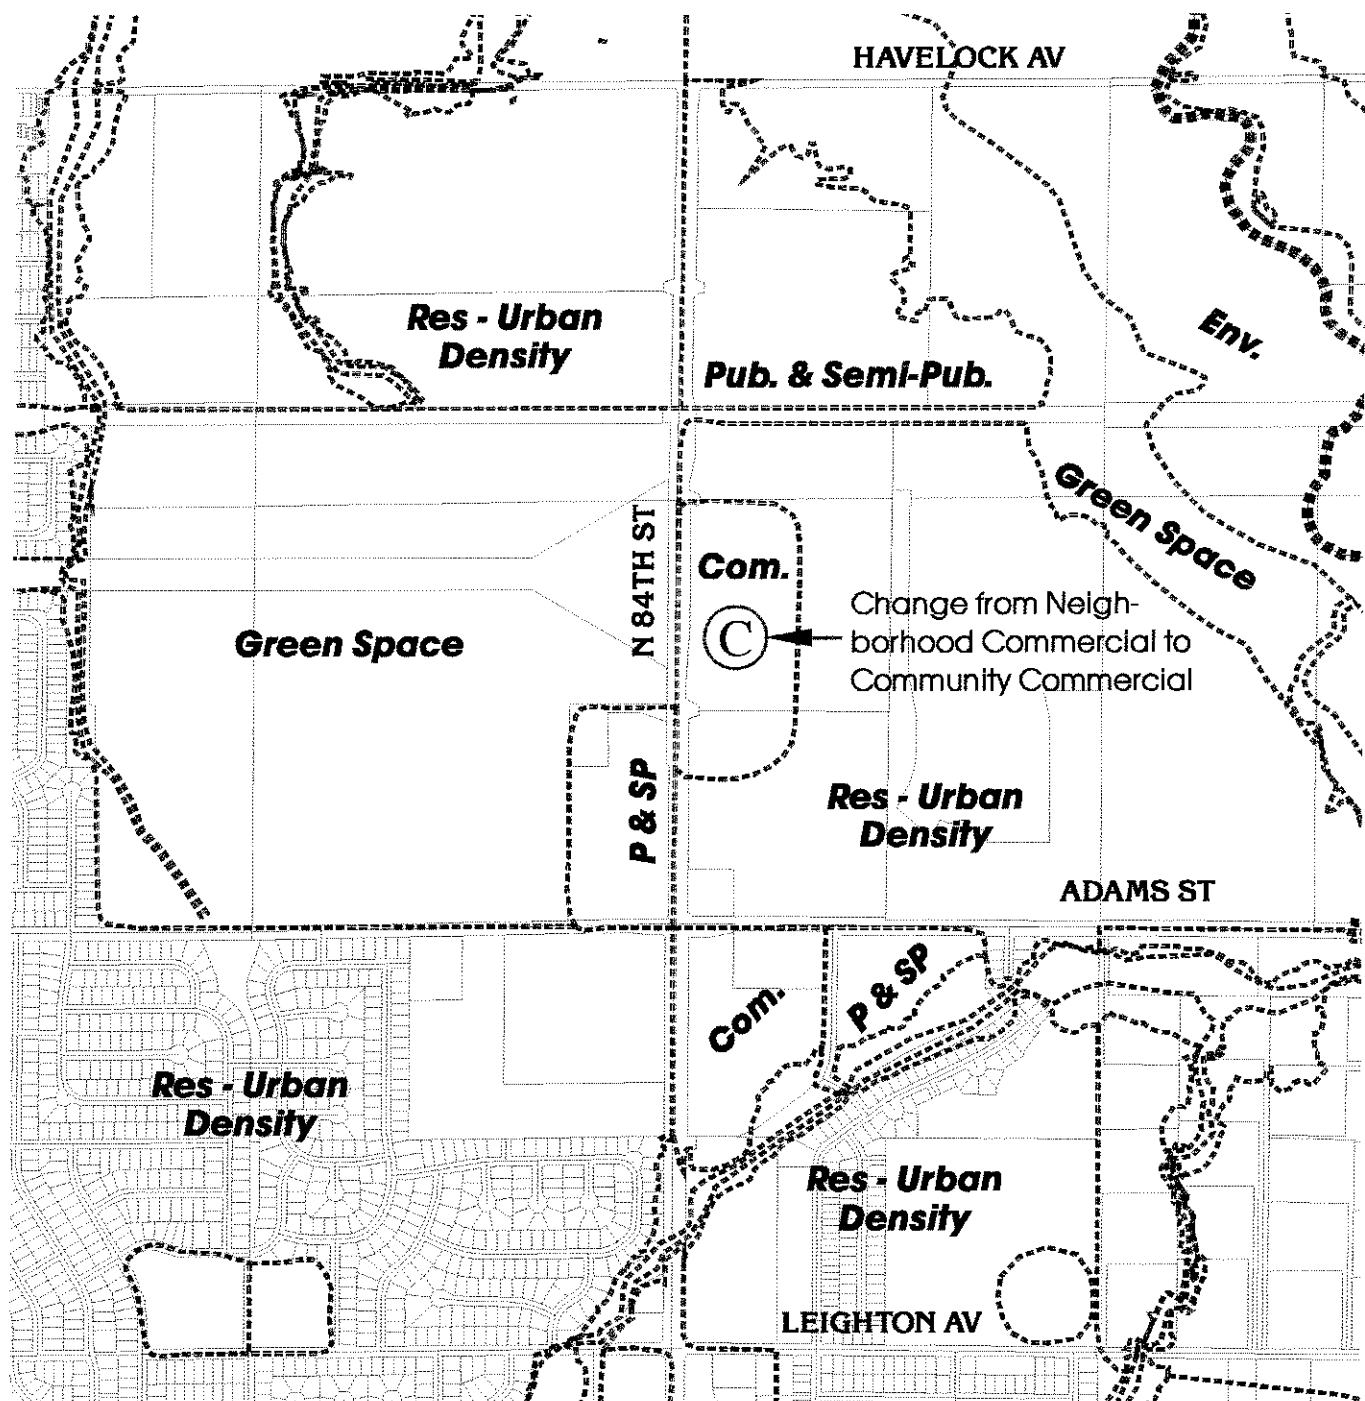 HAVELOCK AV
Res - Urban
Density
Env.
Pub. & Semi-Pub.
Green Space
N 84TH ST
Com.
C
Change from Neigh-
borhood Commercial to
Community Commercial
Green Space
P & SP
Res - Urban
Density
ADAMS ST
Com.
P & SP
Res - Urban
Density
Res - Urban
Density
LEIGHTON AV